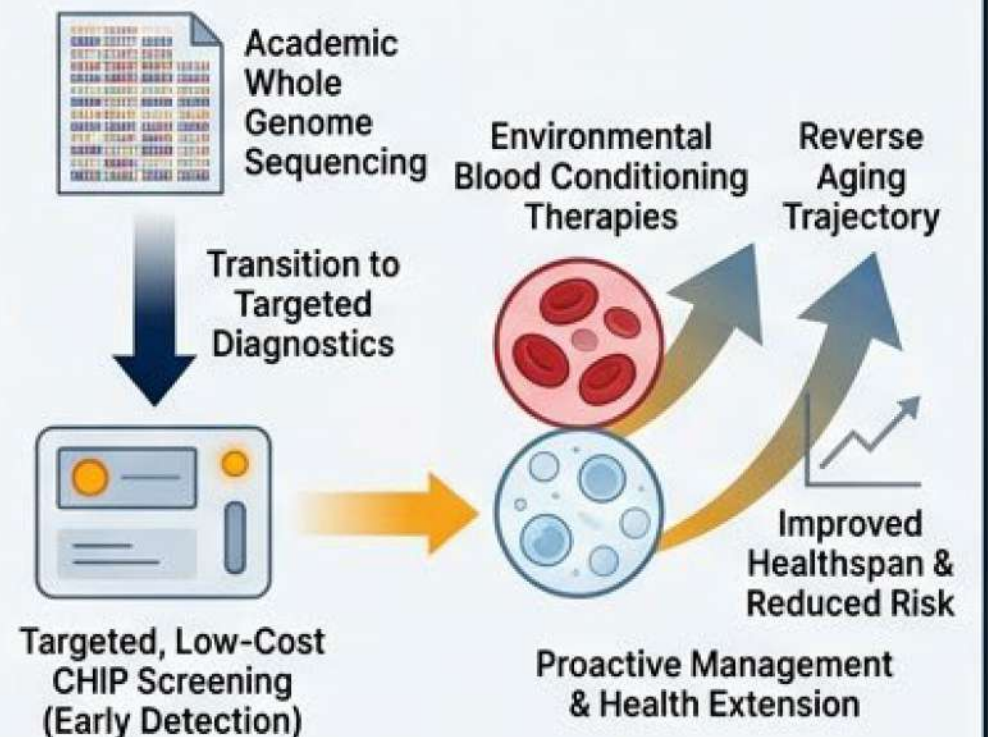 Academic
Whole
Genome
Sequencing
Transition to
Targeted
Diagnostics
Targeted, Low-Cost
CHIP Screening
(Early Detection)
Environmental
Blood Conditioning
Therapies
Reverse
Aging
Trajectory
Improved
Healthspan &
Reduced Risk
Proactive Management
& Health Extension